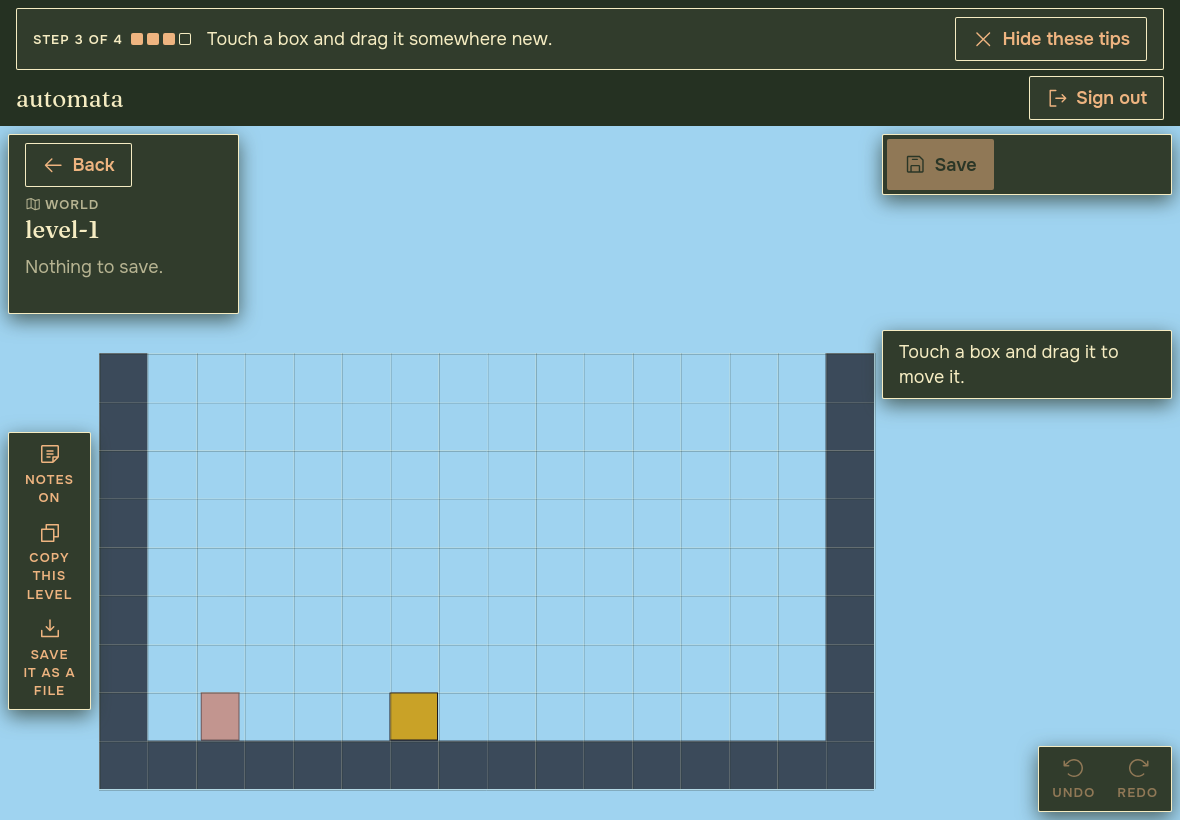 STEP 3 OF 4 Touch a box and drag it somewhere new. Hide these tips
automata Sign out
Back
WORLD
level-1
Nothing to save.
Save
Touch a box and drag it to
move it.
NOTES
ON
COPY
THIS
LEVEL
SAVE
IT AS A
FILE
UNDO REDO